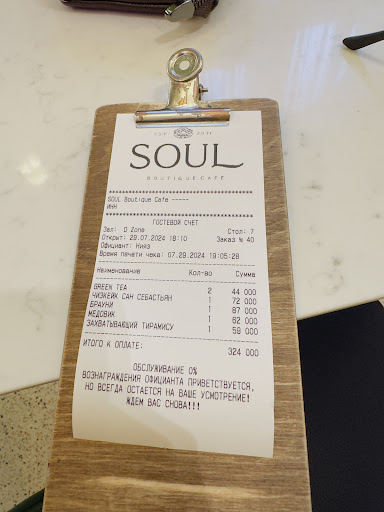 EST 2011
SOUL
BOUTIQUE CAFE
************************************
SOUL Boutique Cafe -----
ИНН
************************************
ГОСТЕВОЙ СЧЕТ
Зал: O Zone Стол: 7
Открыт: 29.07.2024 18:10 Заказ № 40
Официант: Нияз
Время печати чека: 07.29.2024 19:05:28
Наименование Кол-во Сумма
GREEN TEA 2 44 000
ЧИЗКЕЙК САН СЕБАСТЬЯН 1 72 000
БРАУНИ 1 87 000
МЕДОВИК 1 62 000
ЗАХВАТЫВАЮЩИЙ ТИРАМИСУ 1 59 000
ИТОГО К ОПЛАТЕ: 324 000
ОБСЛУЖИВАНИЕ 0%
ВОЗНАГРАЖДЕНИЯ ОФИЦИАНТА ПРИВЕТСТВУЕТСЯ,
НО ВСЕГДА ОСТАЕТСЯ НА ВАШЕ УСМОТРЕНИЕ!
ЖДЕМ ВАС СНОВА!!!